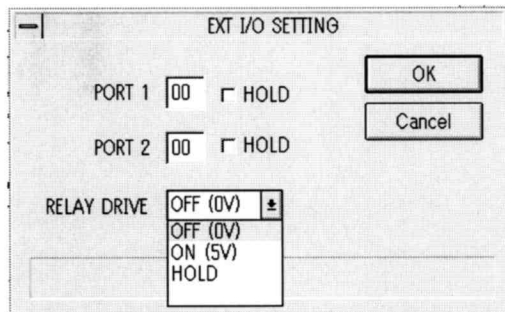 EXT I/O SETTING
PORT 1 00 HOLD
OK
PORT 2 00 HOLD
Cancel
RELAY DRIVE OFF (0V)
OFF (0V)
ON (5V)
HOLD